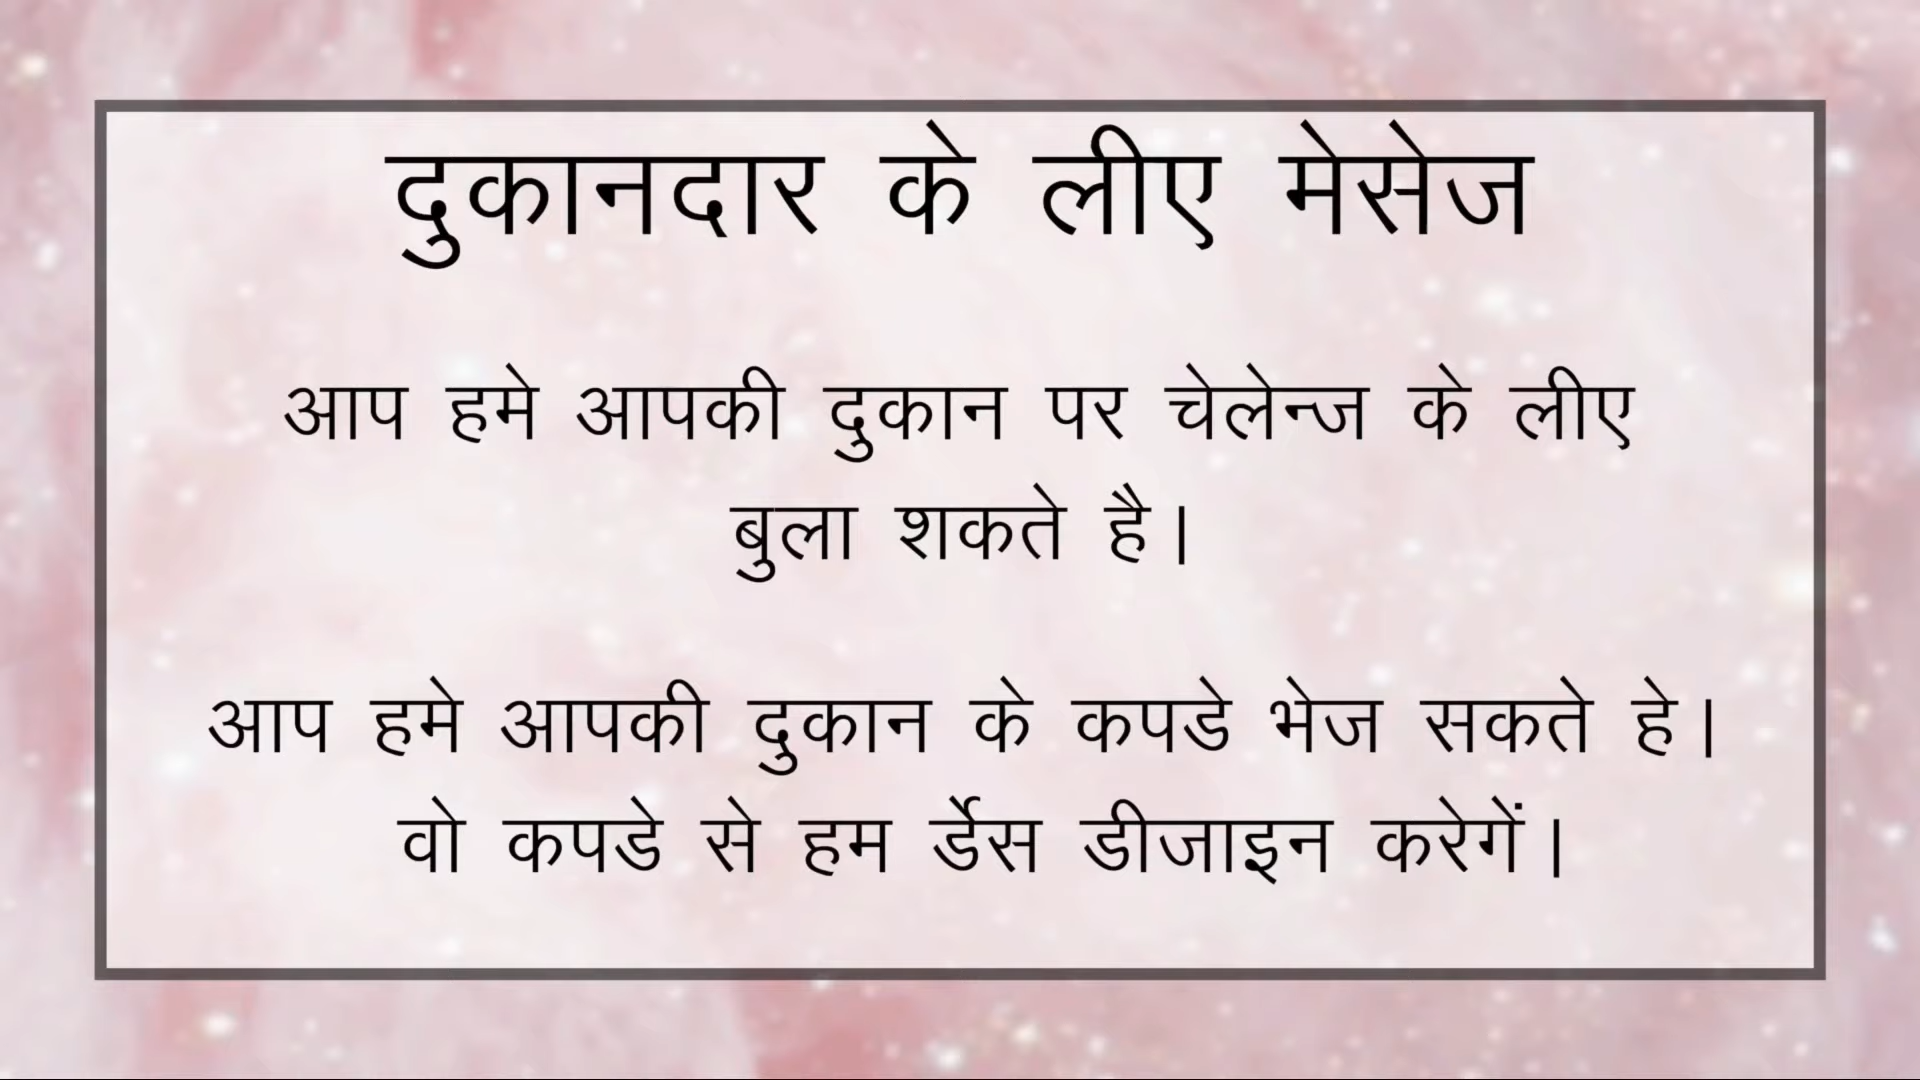 दुकानदार के लीए मेसेज
आप हमे आपकी दुकान पर चेलेन्ज के लीए
बुला शकते है।
आप हमे आपकी दुकान के कपडे भेज सकते हे।
वो कपडे से हम र्डेस डीजाइन करेगें।